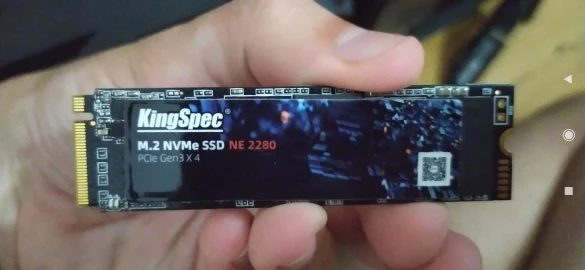 KingSpec®
M.2 NVMe SSD NE 2280
PCIe Gen3 X 4